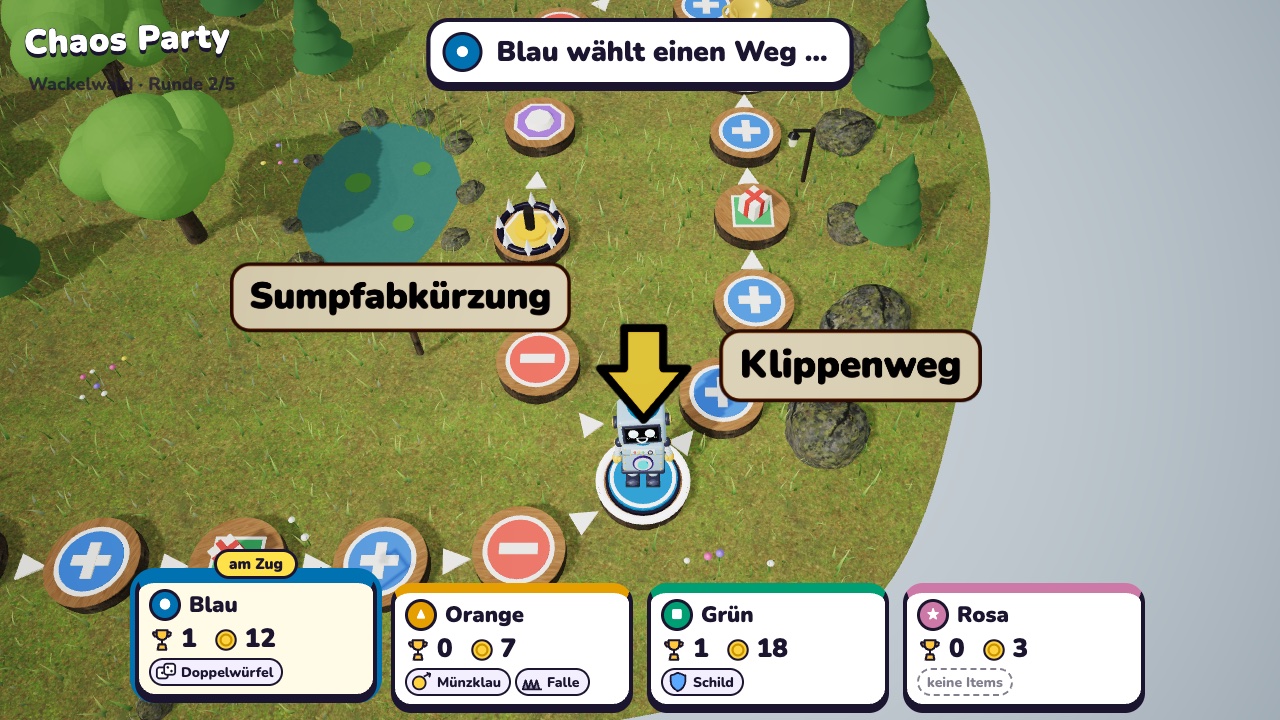 Chaos Party
Wackelwald · Runde 2/5
Blau wählt einen Weg ...
Sumpfabkürzung
Klippenweg
am Zug
Blau
1 12
Doppelwürfel
Orange
0 7
Münzklau Falle
Grün
1 18
Schild
Rosa
0 3
keine Items